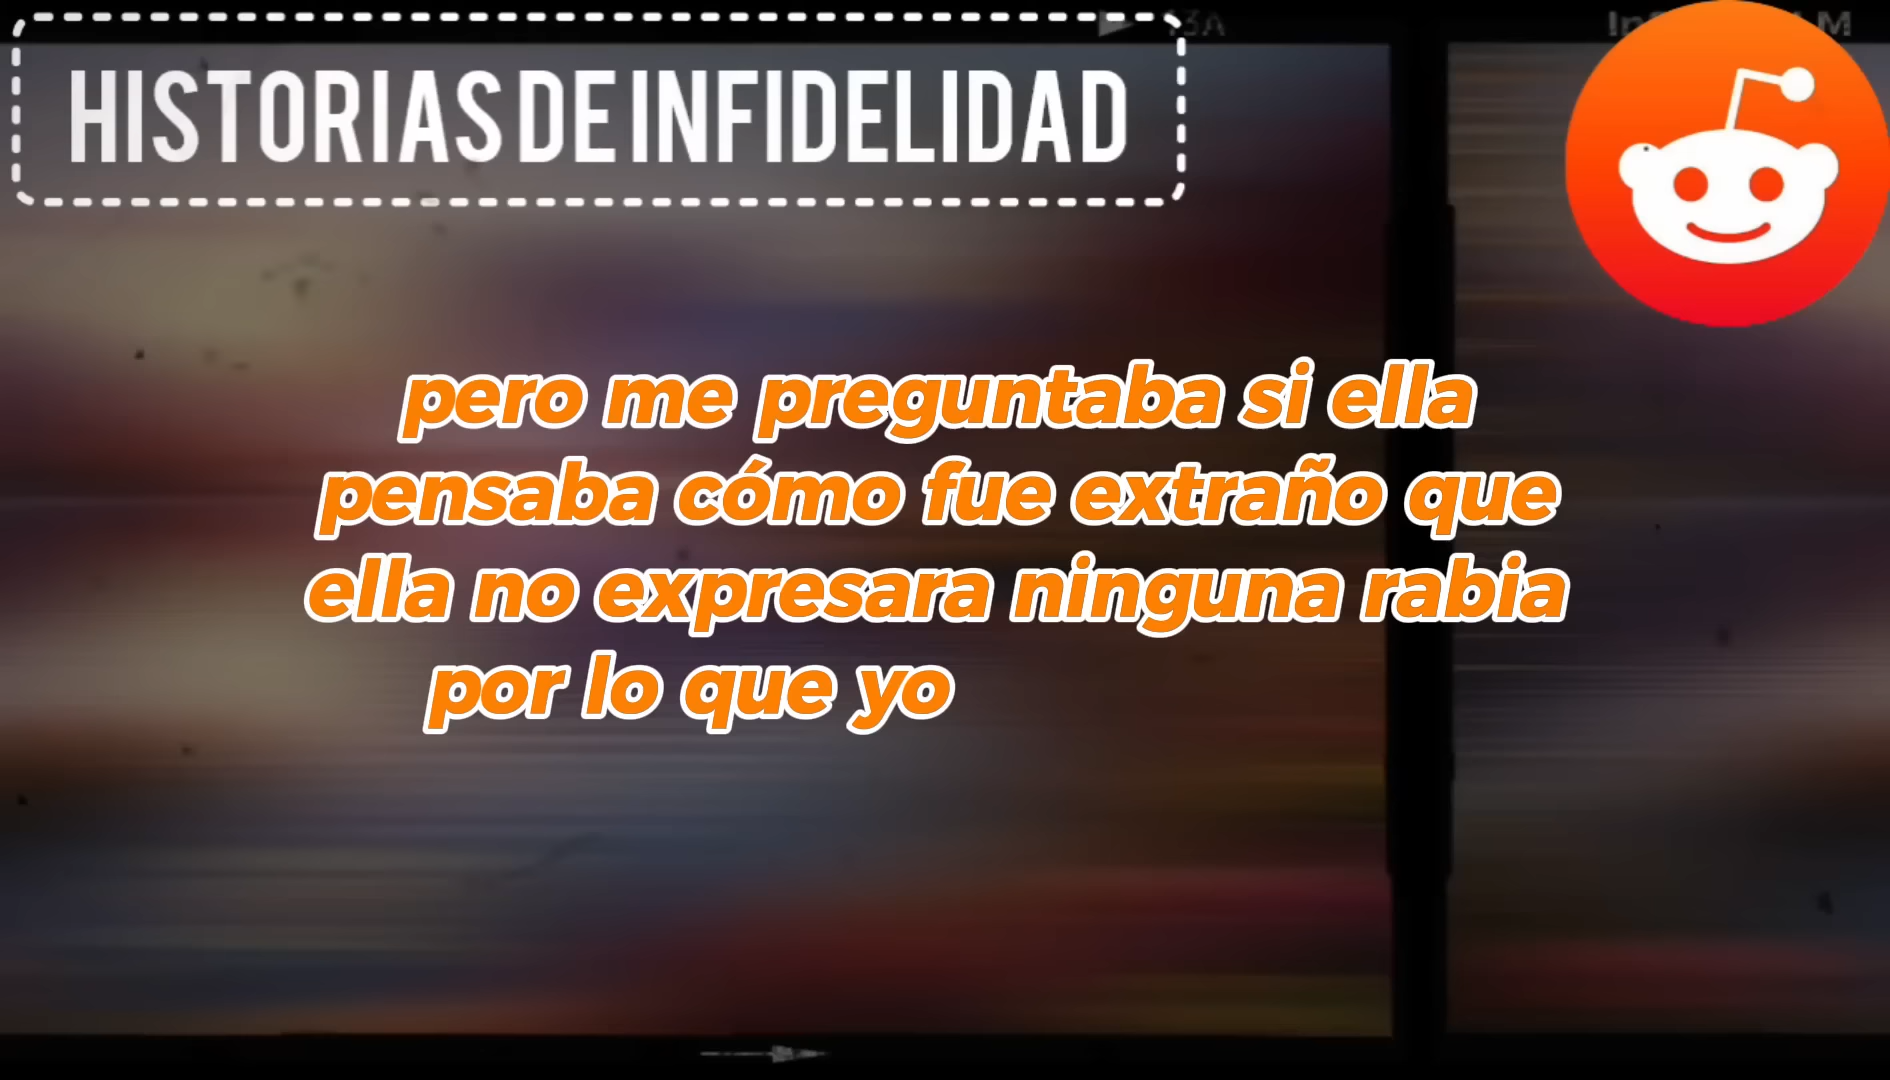 13A
HISTORIAS DE INFIDELIDAD
pero me preguntaba si ella
pensaba cómo fue extraño que
ella no expresara ninguna rabia
por lo que yo